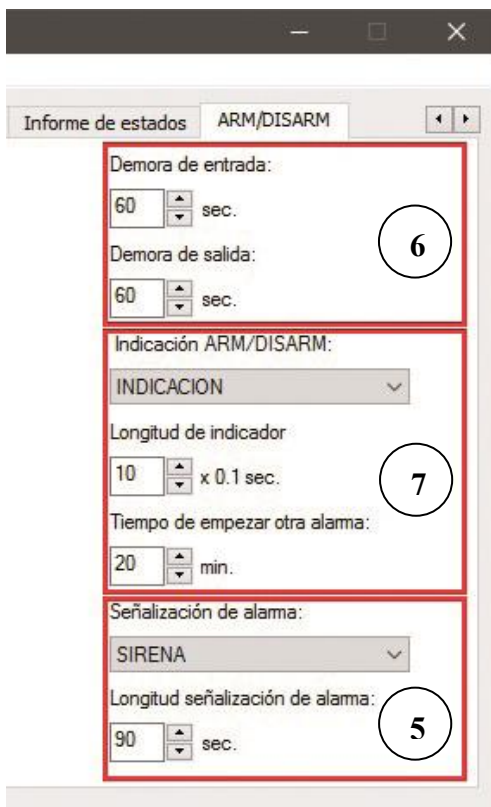 Informe de estados ARM/DISARM
Demora de entrada:
60 sec.
6
Demora de salida:
60 sec.
Indicación ARM/DISARM:
INDICACION
Longitud de indicador
10 x 0.1 sec.
7
Tiempo de empezar otra alarma:
20 min.
Señalización de alarma:
SIRENA
Longitud señalización de alarma:
90 sec.
5